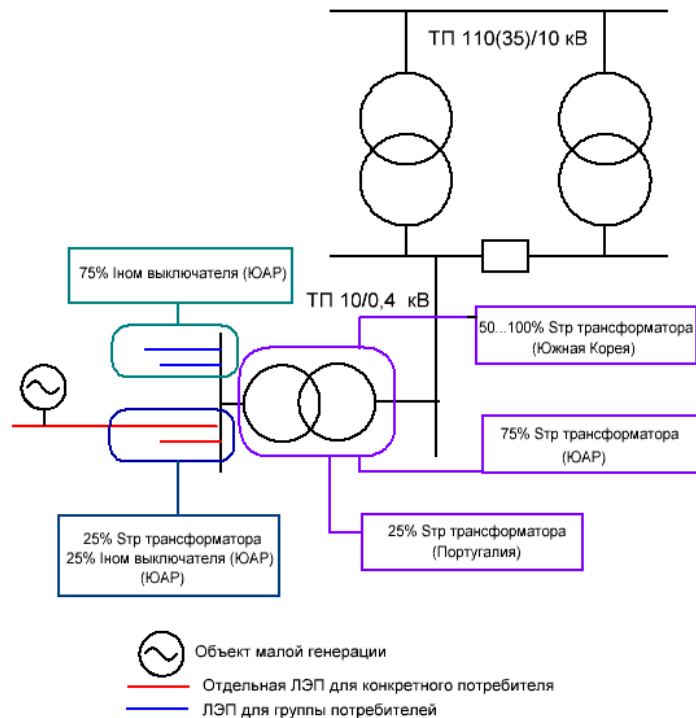 ТП 110(35)/10 кВ
75% Iном выключателя (ЮАР)
ТП 10/0,4 кВ
50...100% Sтр трансформатора
(Южная Корея)
75% Sтр трансформатора
(ЮАР)
25% Sтр трансформатора
25% Iном выключателя (ЮАР)
(ЮАР)
25% Sтр трансформатора
(Португалия)
Объект малой генерации
Отдельная ЛЭП для конкретного потребителя
ЛЭП для группы потребителей